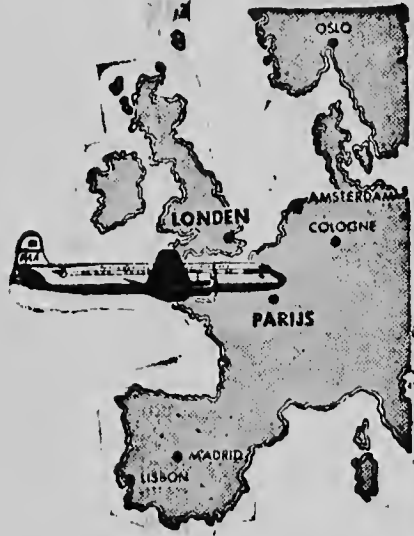 OSLO
LONDEN
AMSTERDAM
COLOGNE
PARIJS
MADRID
LISBON